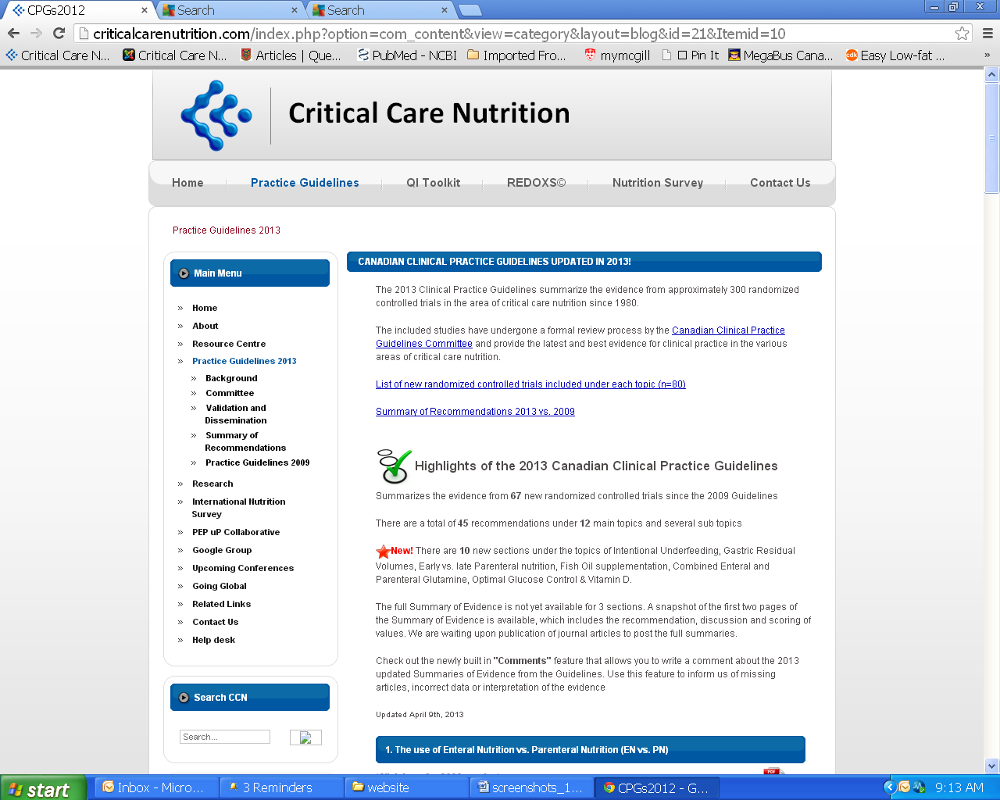 CPGs2012
Search
Search
criticalcarenutrition.com/index.php?option=com_content&view=category&layout=blog&id=21&Itemid=10
Critical Care N...
Critical Care N...
Articles | Que...
PubMed - NCBI
Imported Fro...
mymcgill
Pin It
MegaBus Cana...
Easy Low-fat ...
»
Critical Care Nutrition
Home
Practice Guidelines
QI Toolkit
REDOXS©
Nutrition Survey
Contact Us
Practice Guidelines 2013
Main Menu
Home
About
Resource Centre
Practice Guidelines 2013
Background
Committee
Validation and
Dissemination
Summary of
Recommendations
Practice Guidelines 2009
Research
International Nutrition
Survey
PEP uP Collaborative
Google Group
Upcoming Conferences
Going Global
Related Links
Contact Us
Help desk
Search CCN
Search...
CANADIAN CLINICAL PRACTICE GUIDELINES UPDATED IN 2013!
The 2013 Clinical Practice Guidelines summarize the evidence from approximately 300 randomized
controlled trials in the area of critical care nutrition since 1980.
The included studies have undergone a formal review process by the Canadian Clinical Practice
Guidelines Committee and provide the latest and best evidence for clinical practice in the various
areas of critical care nutrition.
List of new randomized controlled trials included under each topic (n=80)
Summary of Recommendations 2013 vs. 2009
Highlights of the 2013 Canadian Clinical Practice Guidelines
Summarizes the evidence from 67 new randomized controlled trials since the 2009 Guidelines
There are a total of 45 recommendations under 12 main topics and several sub topics
New! There are 10 new sections under the topics of Intentional Underfeeding, Gastric Residual
Volumes, Early vs. late Parenteral nutrition, Fish Oil supplementation, Combined Enteral and
Parenteral Glutamine, Optimal Glucose Control & Vitamin D.
The full Summary of Evidence is not yet available for 3 sections. A snapshot of the first two pages of
the Summary of Evidence is available, which includes the recommendation, discussion and scoring of
values. We are waiting upon publication of journal articles to post the full summaries.
Check out the newly built in "Comments" feature that allows you to write a comment about the 2013
updated Summaries of Evidence from the Guidelines. Use this feature to inform us of missing
articles, incorrect data or interpretation of the evidence
Updated April 9th, 2013
1. The use of Enteral Nutrition vs. Parenteral Nutrition (EN vs. PN)
PDF
start
Inbox - Micro...
3 Reminders
website
screenshots_1...
CPGs2012 - G...
9:13 AM